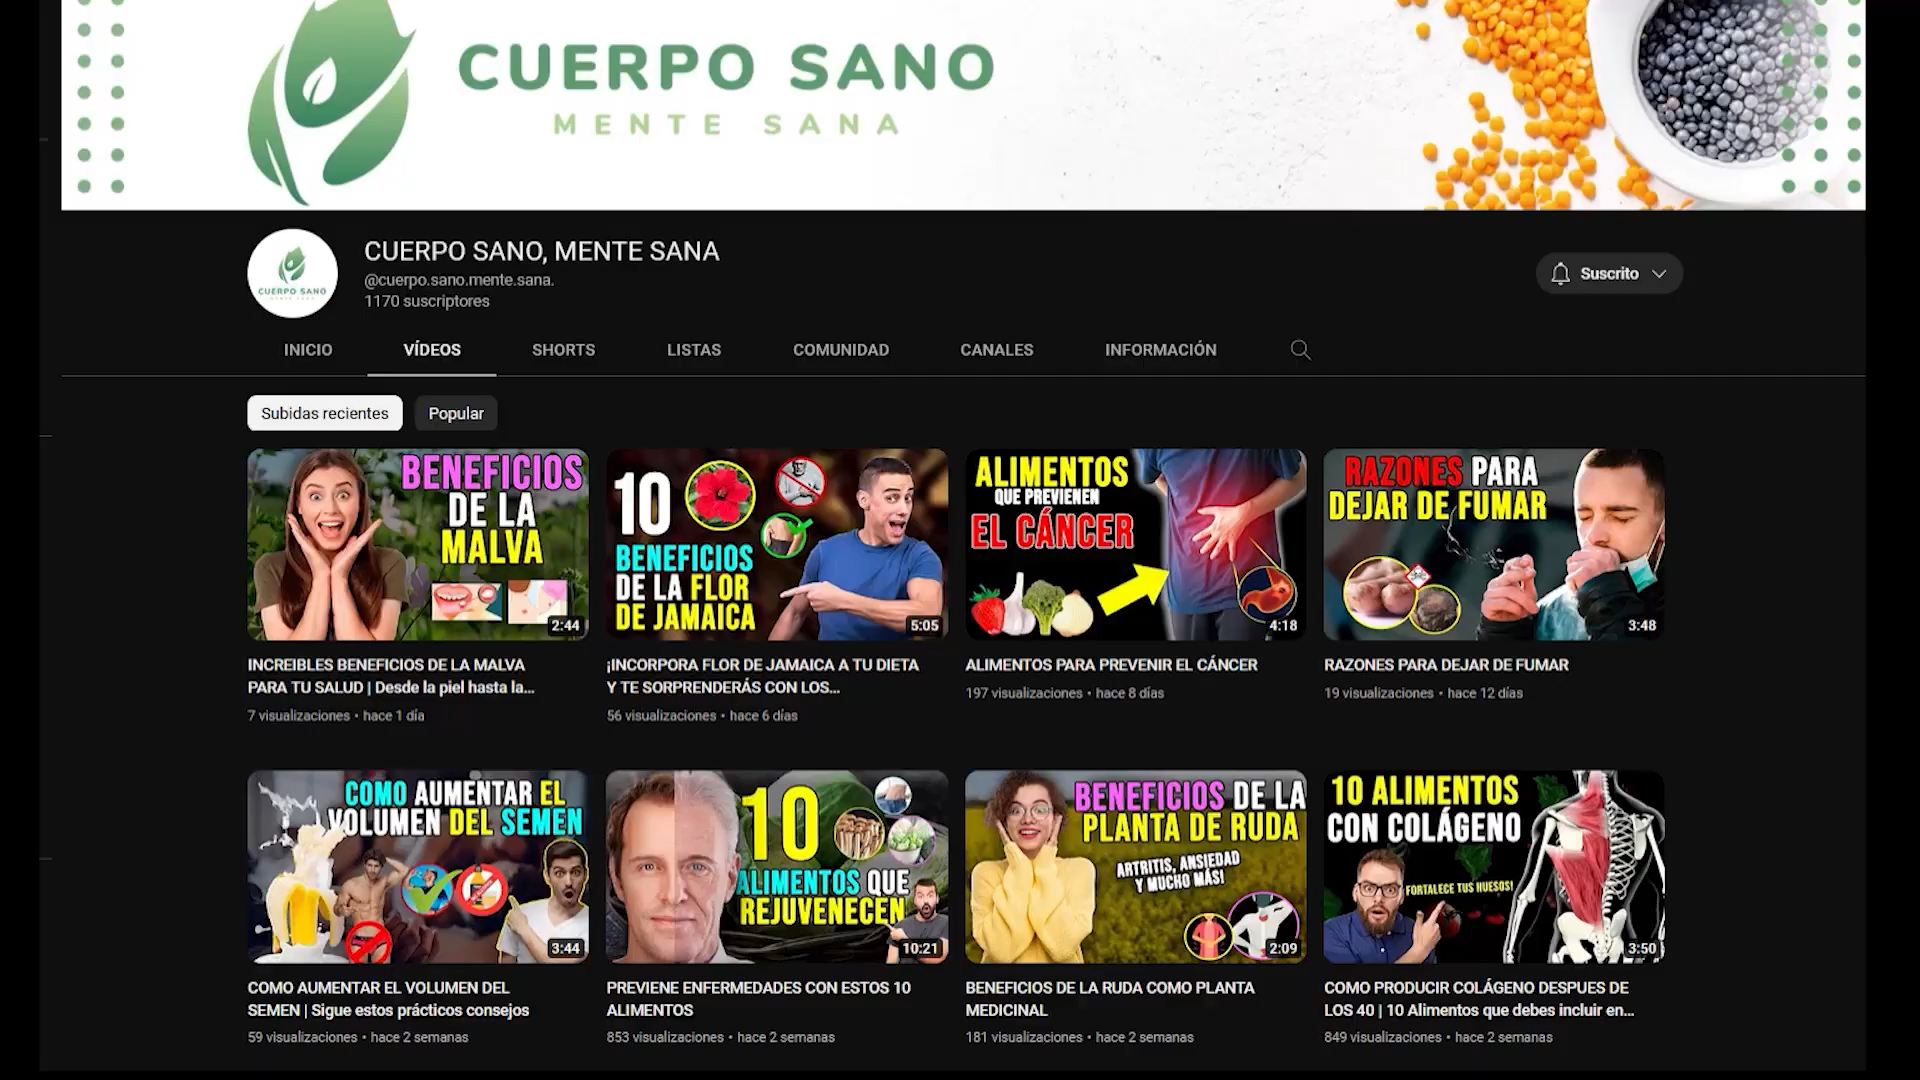 CUERPO SANO
MENTE SANA
CUERPO SANO
CUERPO SANO, MENTE SANA
@cuerpo.sano.mente.sana.
1170 suscriptores
Suscrito
INICIO VÍDEOS SHORTS LISTAS COMUNIDAD CANALES INFORMACIÓN
Subidas recientes Popular
BENEFICIOS
DE LA
MALVA
2:44
10
BENEFICIOS
DE LA FLOR
DE JAMAICA
5:05
ALIMENTOS
QUE PREVIENEN
EL CÁNCER
4:18
RAZONES PARA
DEJAR DE FUMAR
3:48
INCREIBLES BENEFICIOS DE LA MALVA
PARA TU SALUD | Desde la piel hasta la...
7 visualizaciones • hace 1 día
¡INCORPORA FLOR DE JAMAICA A TU DIETA
Y TE SORPRENDERÁS CON LOS...
56 visualizaciones • hace 6 días
ALIMENTOS PARA PREVENIR EL CÁNCER
197 visualizaciones • hace 8 días
RAZONES PARA DEJAR DE FUMAR
19 visualizaciones • hace 12 días
COMO AUMENTAR EL
VOLUMEN DEL SEMEN
3:44
10
ALIMENTOS QUE
REJUVENECEN
10:21
BENEFICIOS DE LA
PLANTA DE RUDA
ARTRITIS, ANSIEDAD
Y MUCHO MÁS!
2:09
10 ALIMENTOS
CON COLÁGENO
FORTALECE TUS HUESOS!
3:50
COMO AUMENTAR EL VOLUMEN DEL
SEMEN | Sigue estos prácticos consejos
59 visualizaciones • hace 2 semanas
PREVIENE ENFERMEDADES CON ESTOS 10
ALIMENTOS
853 visualizaciones • hace 2 semanas
BENEFICIOS DE LA RUDA COMO PLANTA
MEDICINAL
181 visualizaciones • hace 2 semanas
COMO PRODUCIR COLÁGENO DESPUES DE
LOS 40 | 10 Alimentos que debes incluir en...
849 visualizaciones • hace 2 semanas